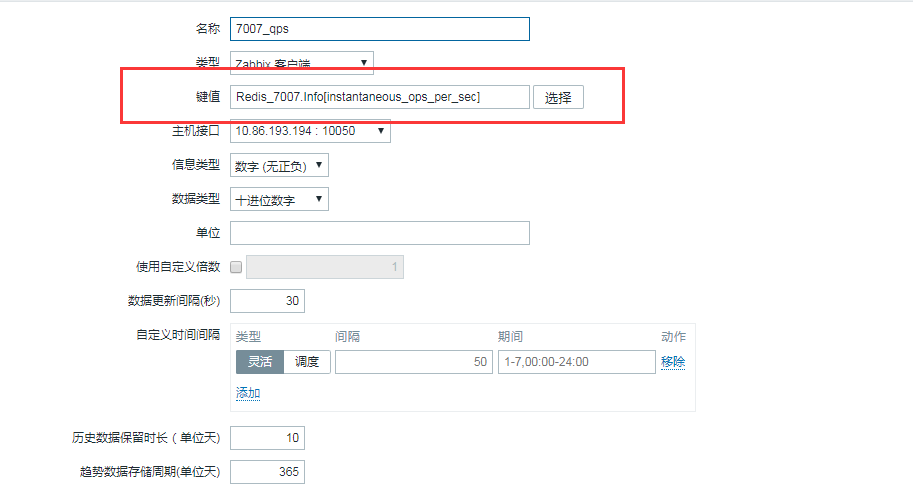 名称 7007_qps
类型 Zabbix 客户端
键值 Redis_7007.Info[instantaneous_ops_per_sec] 选择
主机接口 10.86.193.194 : 10050
信息类型 数字 (无正负)
数据类型 十进位数字
单位
使用自定义倍数 1
数据更新间隔(秒) 30
自定义时间间隔 类型 间隔 期间 动作
灵活 调度 50 1-7,00:00-24:00 移除
添加
历史数据保留时长 ( 单位天) 10
趋势数据存储周期(单位天) 365